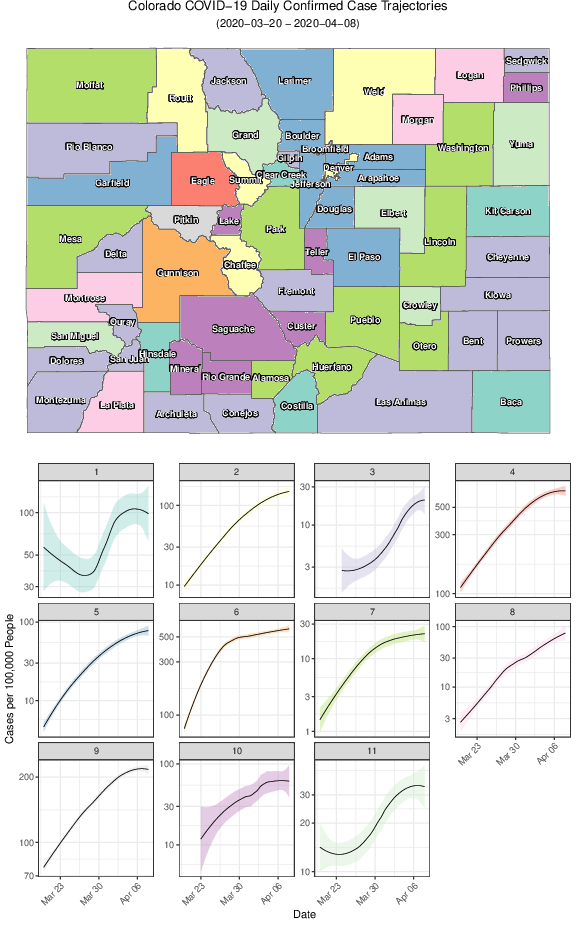 Colorado COVID−19 Daily Confirmed Case Trajectories
(2020−03−20 − 2020−04−08)
Moffat
Routt
Jackson
Larimer
Weld
Logan
Sedgwick
Phillips
Morgan
Rio Blanco
Grand
Boulder
Broomfield
Washington
Yuma
Gilpin
Adams
Denver
Garfield
Eagle
Summit
Clear Creek
Jefferson
Arapahoe
Pitkin
Lake
Park
Douglas
Elbert
Kit Carson
Mesa
Delta
Gunnison
Chaffee
Teller
El Paso
Lincoln
Cheyenne
Montrose
Fremont
Crowley
Kiowa
Ouray
San Miguel
Saguache
Custer
Pueblo
Otero
Bent
Prowers
Dolores
San Juan
Hinsdale
Mineral
Rio Grande
Alamosa
Huerfano
Montezuma
La Plata
Archuleta
Conejos
Costilla
Las Animas
Baca
1 2 3 4
100
50
30
100
30
10
30
10
3
500
300
100
5 6 7 8
100
30
10
500
300
100
30
10
3
1
100
30
10
3
9 10 11
200
100
70
100
30
10
30
20
10
Mar 23 Mar 30 Apr 06
Mar 23 Mar 30 Apr 06
Mar 23 Mar 30 Apr 06
Mar 23 Mar 30 Apr 06
Cases per 100,000 People
Date